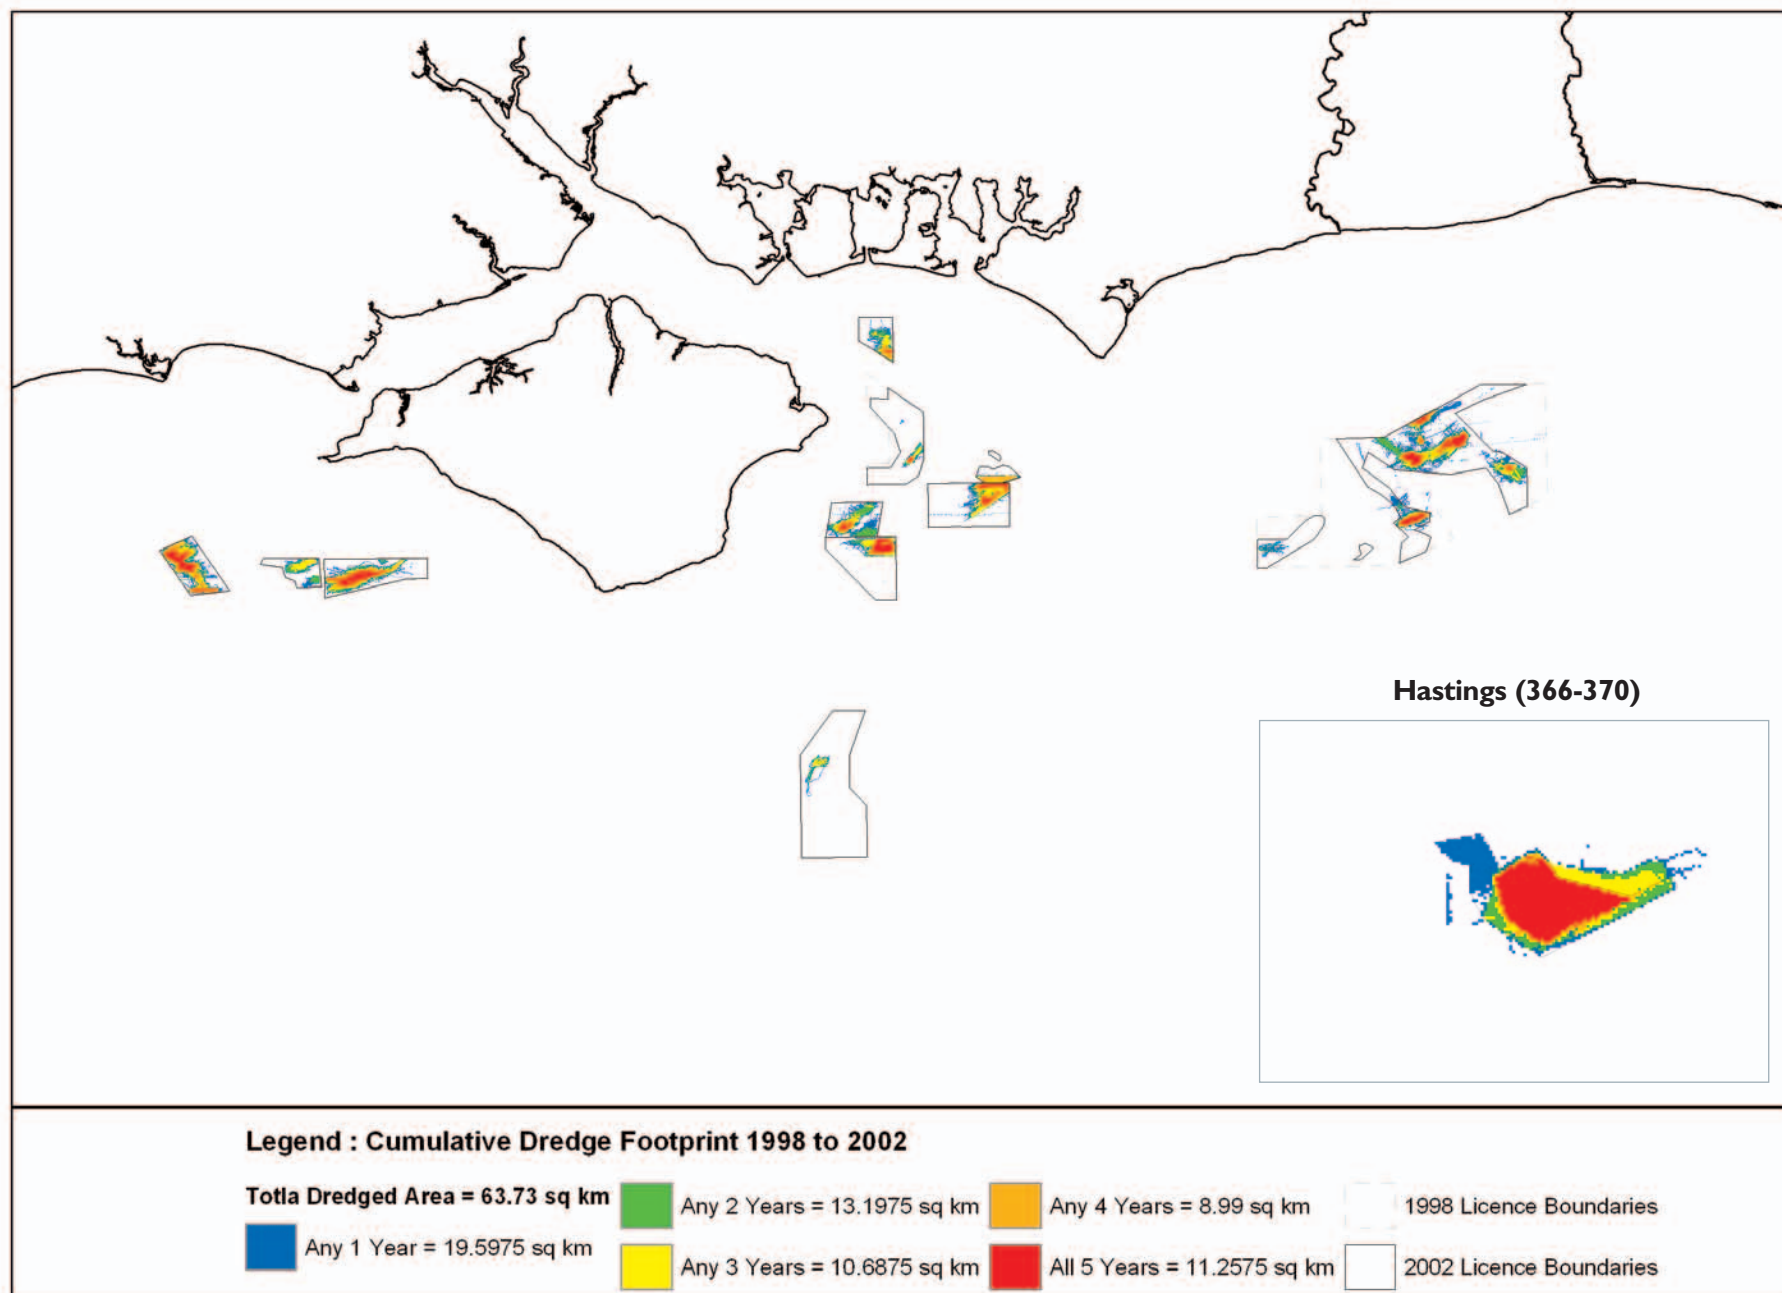 Hastings (366-370)
Legend : Cumulative Dredge Footprint 1998 to 2002
Totla Dredged Area = 63.73 sq km
Any 1 Year = 19.5975 sq km
Any 2 Years = 13.1975 sq km
Any 3 Years = 10.6875 sq km
Any 4 Years = 8.99 sq km
All 5 Years = 11.2575 sq km
1998 Licence Boundaries
2002 Licence Boundaries